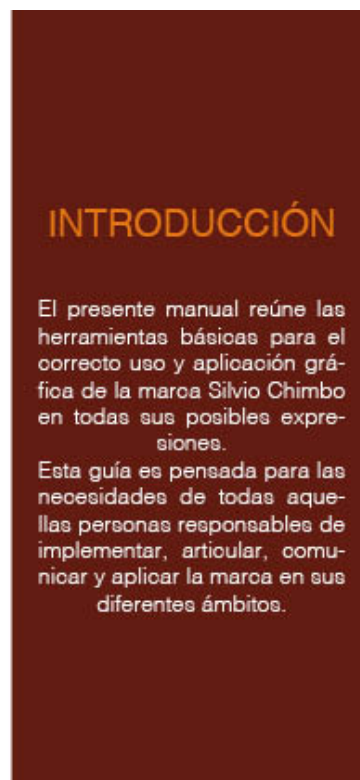 INTRODUCCIÓN
El presente manual reúne las
herramientas básicas para el
correcto uso y aplicación grá-
fica de la marca Silvio Chimbo
en todas sus posibles expre-
siones.
Esta guía es pensada para las
necesidades de todas aque-
llas personas responsables de
implementar, articular, comu-
nicar y aplicar la marca en sus
diferentes ámbitos.